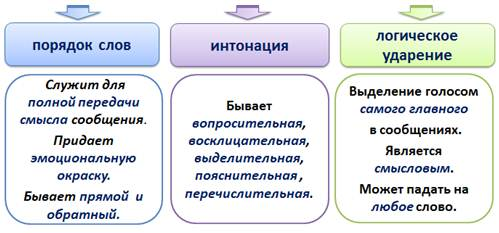 порядок слов
Служит для
полной передачи
смысла сообщения.
Придает
эмоциональную
окраску.
Бывает прямой и
обратный.
интонация
Бывает
вопросительная,
восклицательная,
выделительная,
пояснительная ,
перечислительная.
логическое
ударение
Выделение голосом
самого главного
в сообщениях.
Является
смысловым.
Может падать на
любое слово.